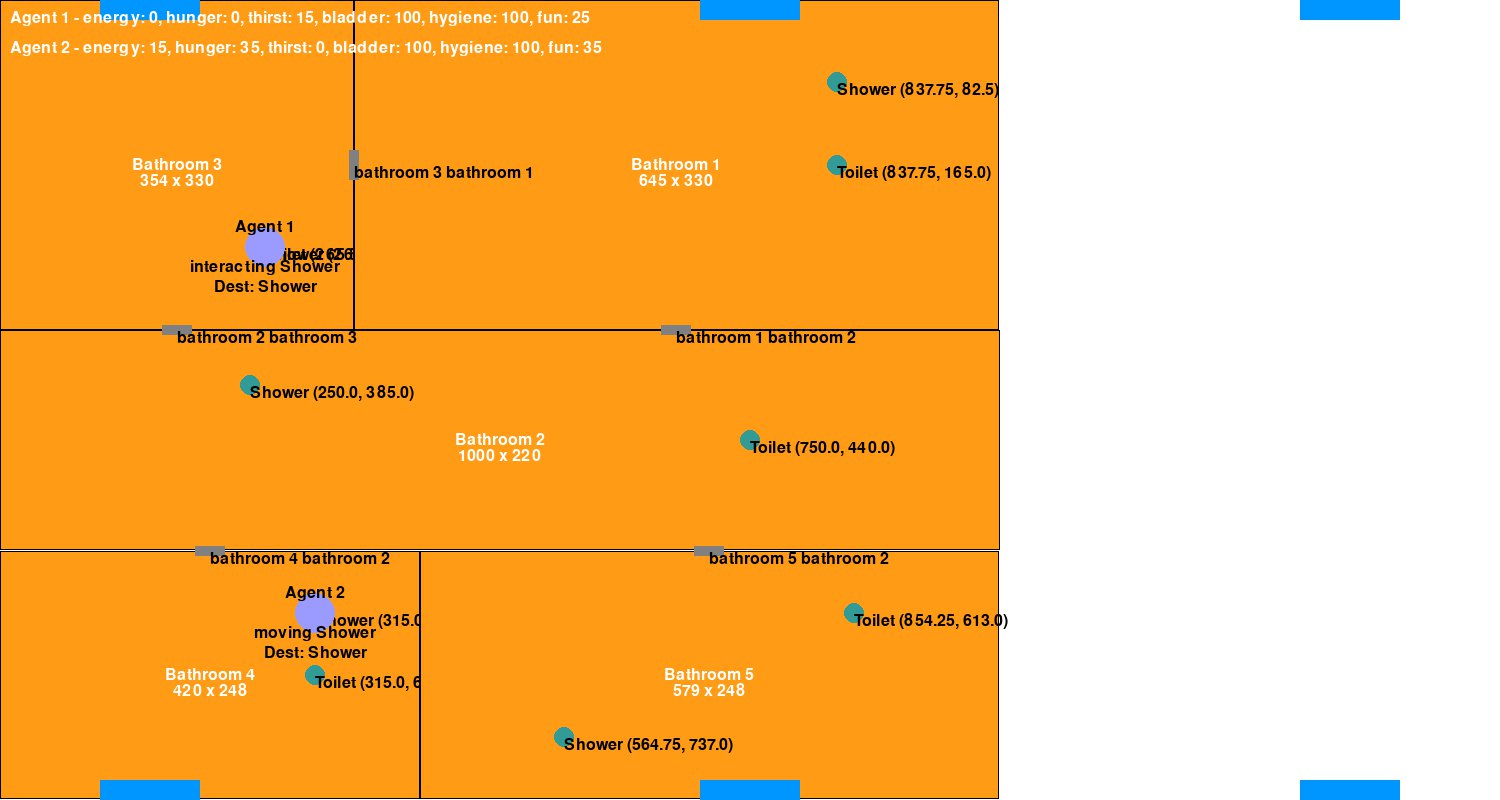 Agent 1 - energy: 0, hunger: 0, thirst: 15, bladder: 100, hygiene: 100, fun: 25
Agent 2 - energy: 15, hunger: 35, thirst: 0, bladder: 100, hygiene: 100, fun: 35
Shower (837.75, 82.5)
Bathroom 3
354 x 330
bathroom 3 bathroom 1
Bathroom 1
645 x 330
Toilet (837.75, 165.0)
Agent 1
interacting Shower
Dest: Shower
bathroom 2 bathroom 3
bathroom 1 bathroom 2
Shower (250.0, 385.0)
Bathroom 2
1000 x 220
Toilet (750.0, 440.0)
bathroom 4 bathroom 2
bathroom 5 bathroom 2
Agent 2
hower (315.0
Toilet (854.25, 613.0)
moving Shower
Dest: Shower
Bathroom 4
420 x 248
Toilet (315.0, 6
Bathroom 5
579 x 248
Shower (564.75, 737.0)